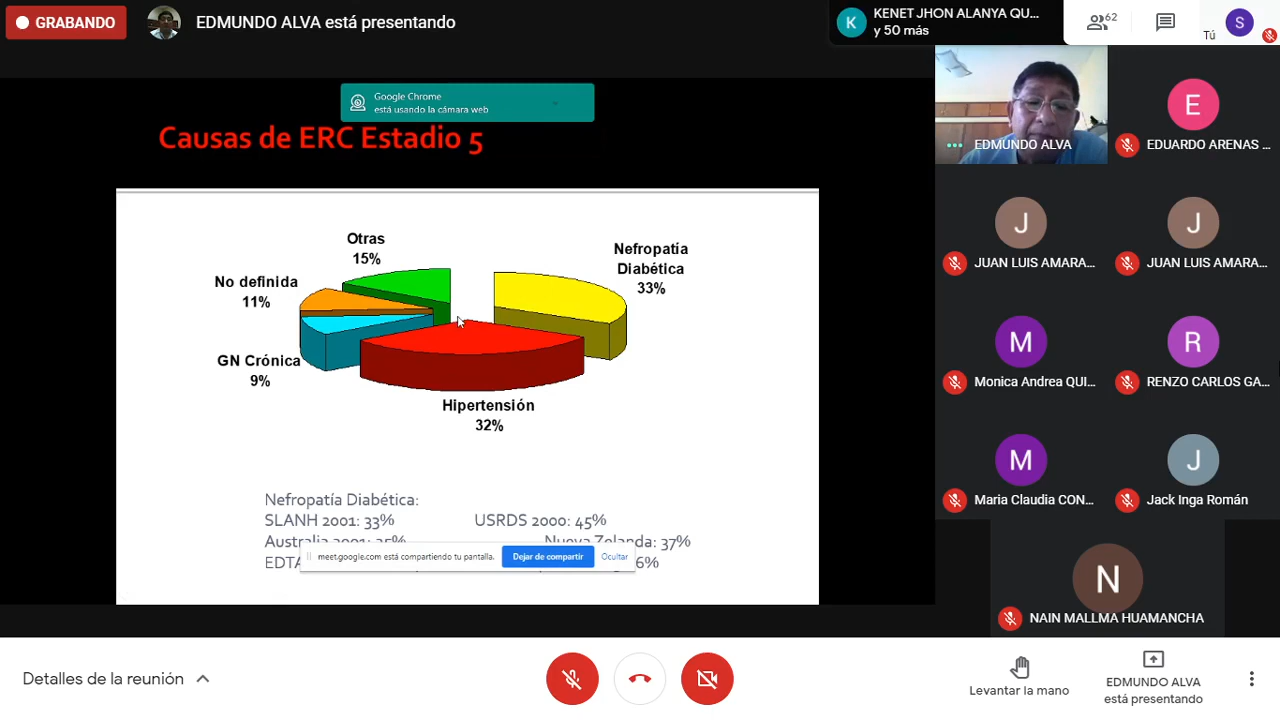 GRABANDO
EDMUNDO ALVA está presentando
K
KENET JHON ALANYA QU...
y 50 más
62
Tú
S
Google Chrome
está usando la cámara web
Causas de ERC Estadio 5
Otras
15%
Nefropatía
Diabética
33%
No definida
11%
GN Crónica
9%
Hipertensión
32%
Nefropatía Diabética:
SLANH 2001: 33%
USRDS 2000: 45%
Australia 2001:
Nueva Zelanda: 37%
EDTA
6%
meet.google.com está compartiendo tu pantalla.
Dejar de compartir
Ocultar
EDMUNDO ALVA
E
EDUARDO ARENAS ...
J
JUAN LUIS AMARA...
J
JUAN LUIS AMARA...
M
Monica Andrea QUI...
R
RENZO CARLOS GA...
M
Maria Claudia CON...
J
Jack Inga Román
N
NAIN MALLMA HUAMANCHA
Detalles de la reunión
Levantar la mano
EDMUNDO ALVA
está presentando